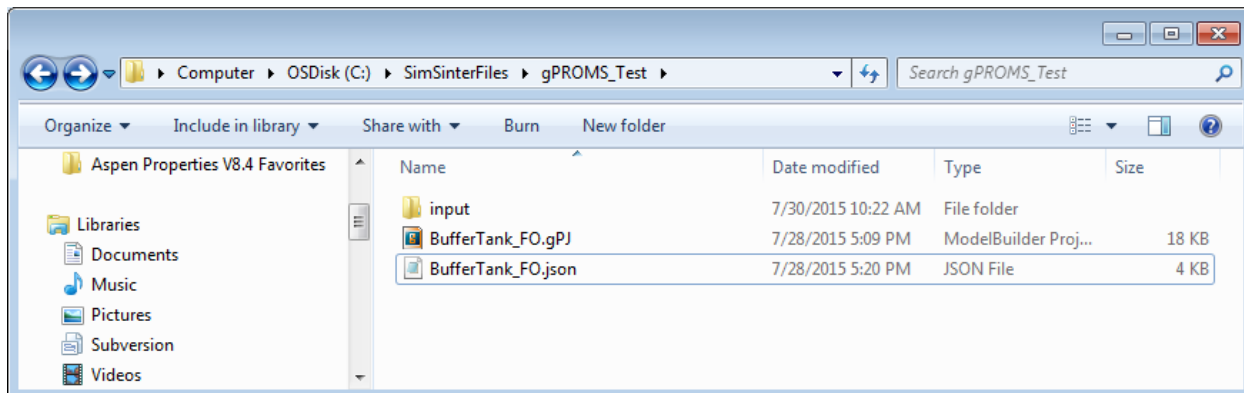 Computer OSDisk (C:) SimSinterFiles gPROMS_Test Search gPROMS_Test
Organize Include in library Share with Burn New folder
Aspen Properties V8.4 Favorites
Libraries
Documents
Music
Pictures
Subversion
Videos
Name Date modified Type Size
input 7/30/2015 10:22 AM File folder
BufferTank_FO.gPJ 7/28/2015 5:09 PM ModelBuilder Proj... 18 KB
BufferTank_FO.json 7/28/2015 5:20 PM JSON File 4 KB